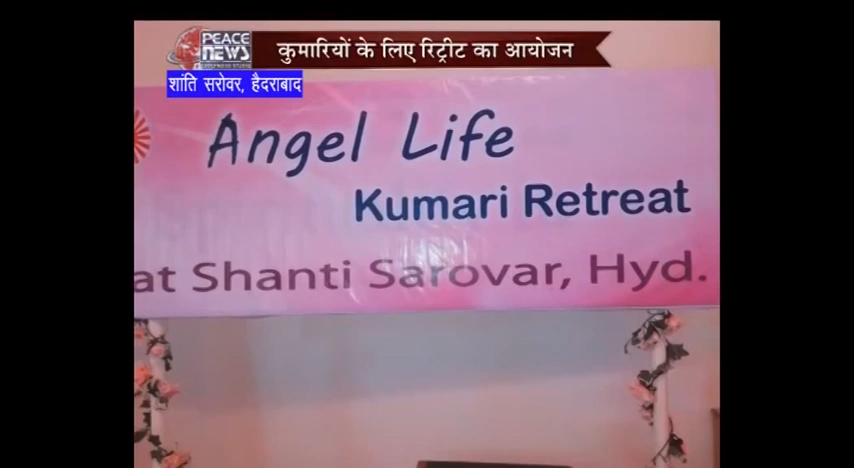 PEACE
NEWS
कुमारियों के लिए रिट्रीट का आयोजन
शांति सरोवर, हैदराबाद
Angel Life
Kumari Retreat
at Shanti Sarovar, Hyd.